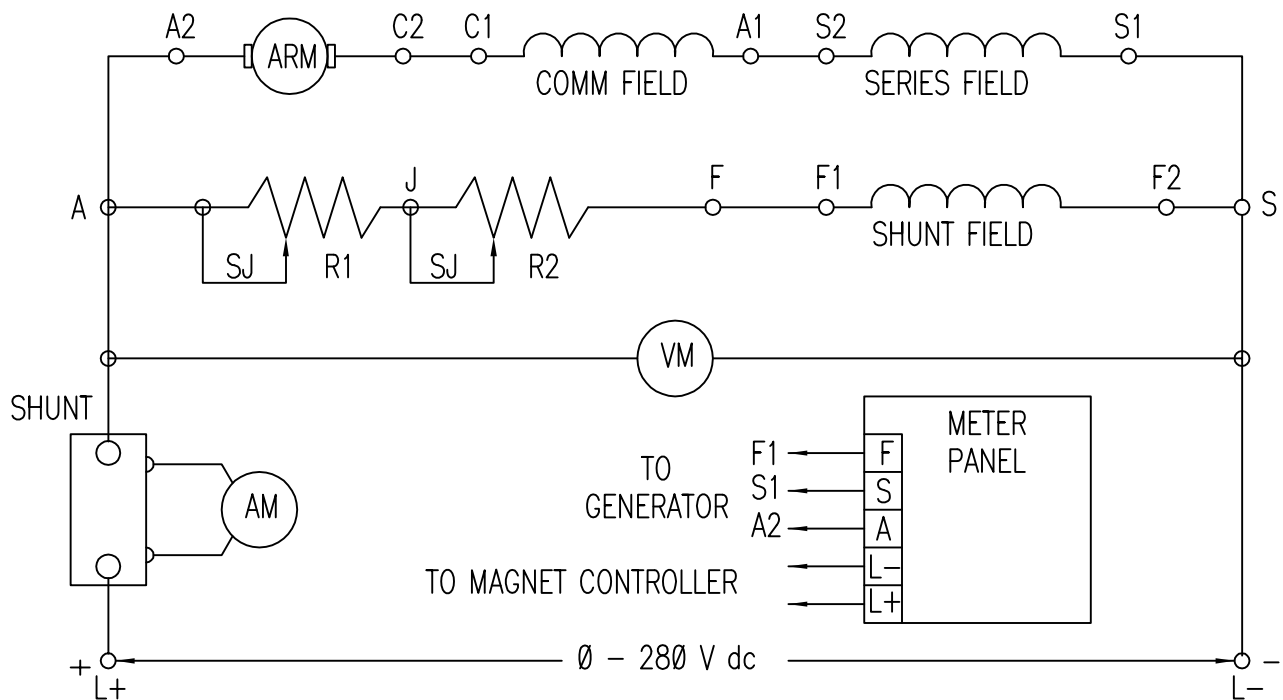 A2 C2 C1 A1 S2 S1
ARM
COMM FIELD SERIES FIELD
A J F F1 F2 S
SHUNT FIELD
SJ R1 SJ R2
VM
SHUNT
METER
PANEL
F1 F
TO
GENERATOR
S1 S
AM
A2 A
TO MAGNET CONTROLLER
L-
L+
+ Ø - 28Ø V dc -
L+ L-